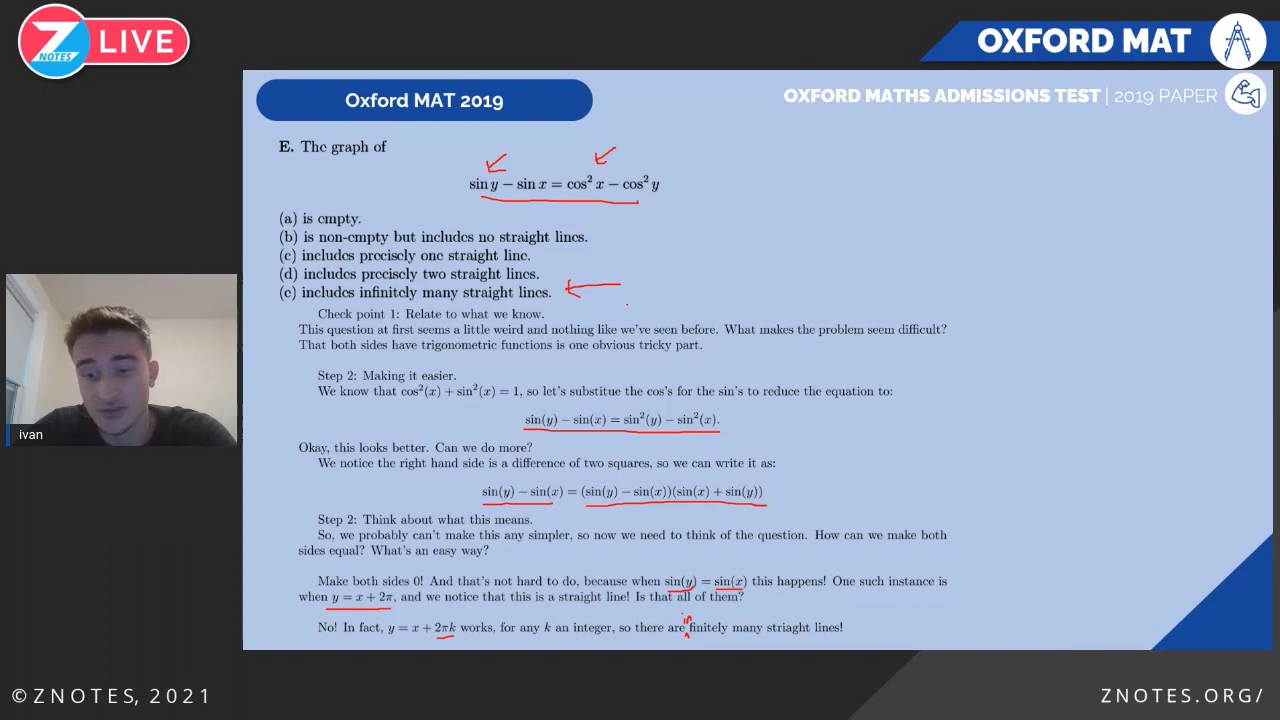 Z NOTES LIVE
OXFORD MAT
Oxford MAT 2019
OXFORD MATHS ADMISSIONS TEST | 2019 PAPER
E. The graph of
sin y − sin x = cos² x − cos² y
(a) is empty.
(b) is non-empty but includes no straight lines.
(c) includes precisely one straight line.
(d) includes precisely two straight lines.
(e) includes infinitely many straight lines.
Check point 1: Relate to what we know.
This question at first seems a little weird and nothing like we've seen before. What makes the problem seem difficult?
That both sides have trigonometric functions is one obvious tricky part.
Step 2: Making it easier.
We know that cos²(x) + sin²(x) = 1, so let's substitue the cos's for the sin's to reduce the equation to:
sin(y) − sin(x) = sin²(y) − sin²(x).
Okay, this looks better. Can we do more?
We notice the right hand side is a difference of two squares, so we can write it as:
sin(y) − sin(x) = (sin(y) − sin(x))(sin(x) + sin(y))
Step 2: Think about what this means.
So, we probably can't make this any simpler, so now we need to think of the question. How can we make both
sides equal? What's an easy way?
Make both sides 0! And that's not hard to do, because when sin(y) = sin(x) this happens! One such instance is
when y = x + 2π, and we notice that this is a straight line! Is that all of them?
in
No! In fact, y = x + 2πk works, for any k an integer, so there are finitely many striaght lines!
ivan
© ZNOTES, 2021
ZNOTES.ORG/